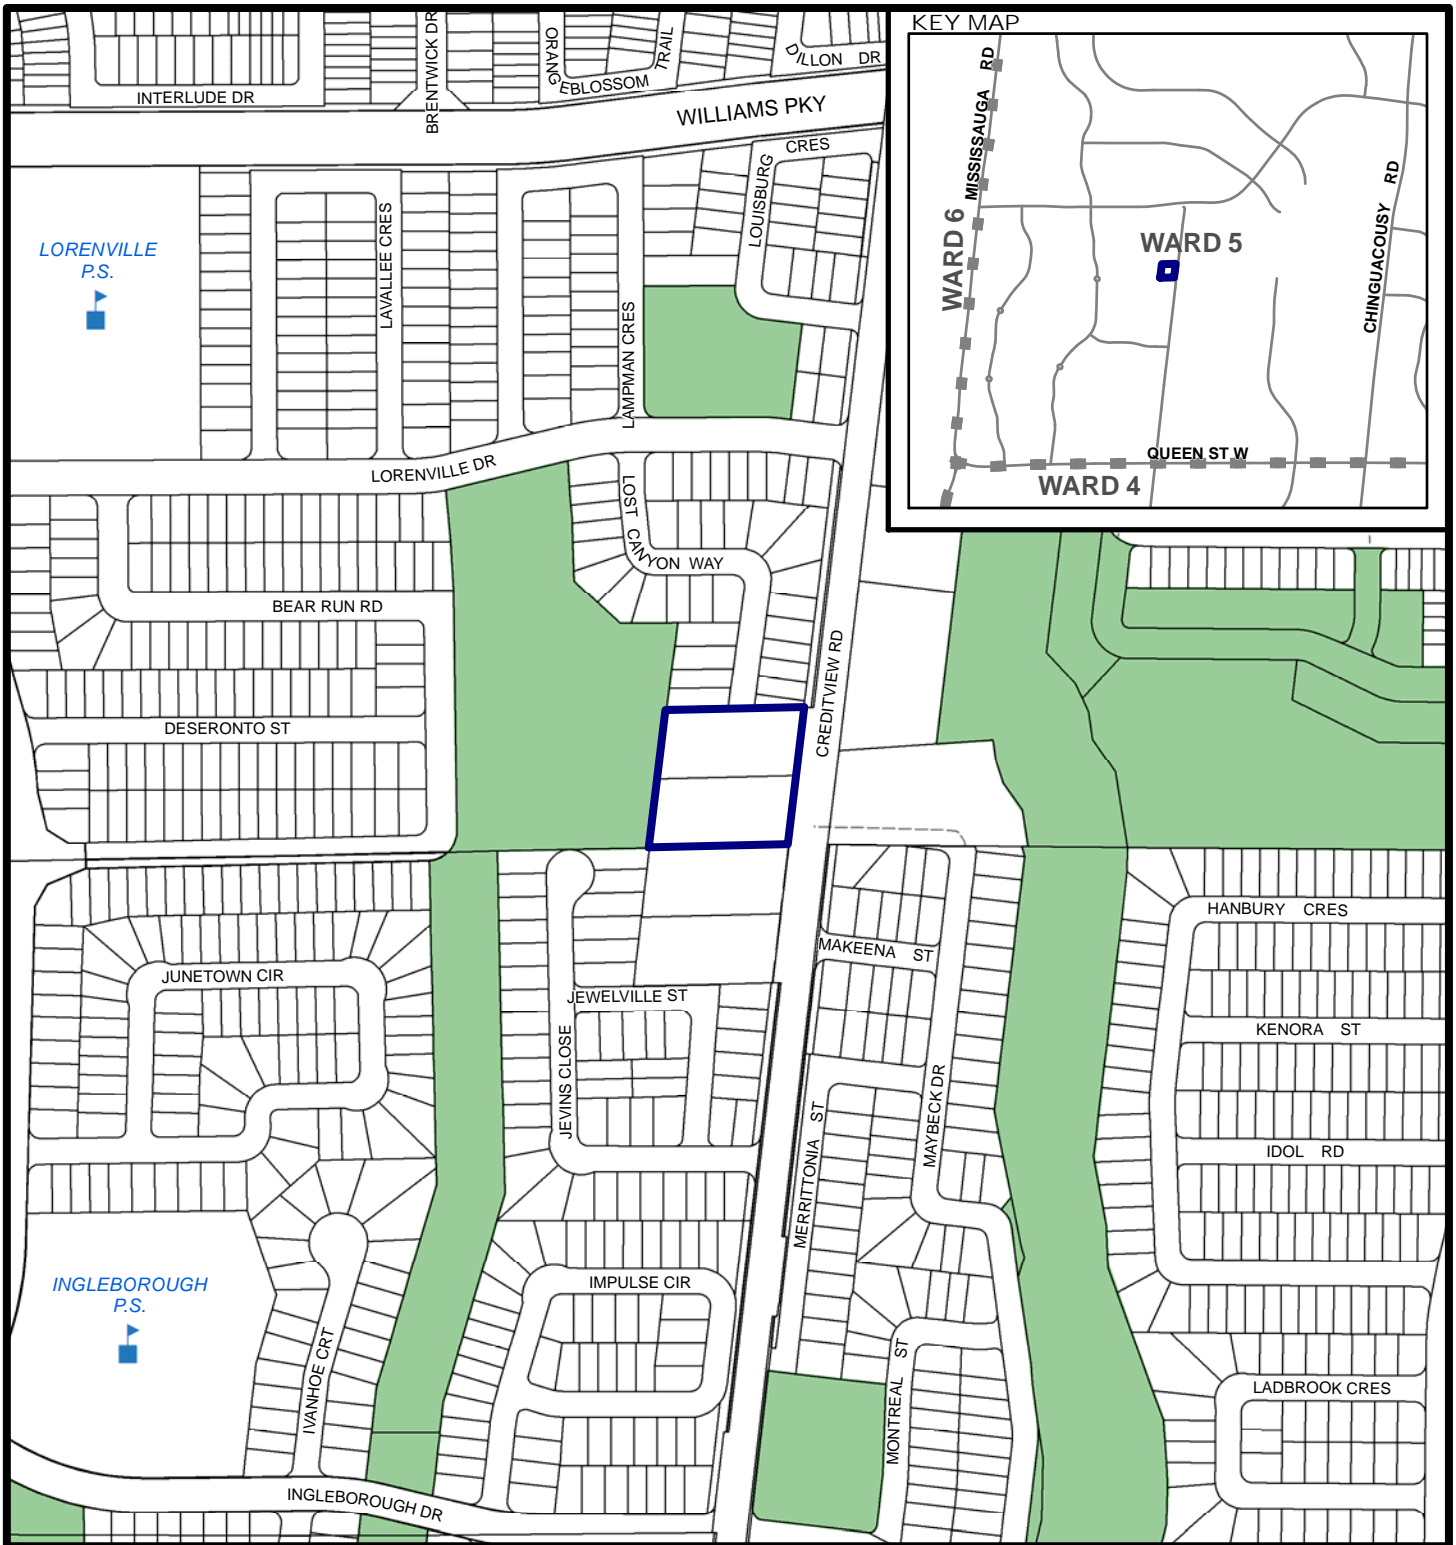 KEY MAP
MISSISSAUGA RD
WARD 6
WARD 5
CHINGUACOUSY RD
QUEEN ST W
WARD 4
INTERLUDE DR
BRENTWICK DR
ORANGEBLOSSOM TRAIL
DILLON DR
WILLIAMS PKY
LOUISBURG CRES
LORENVILLE
P.S.
LAVALLEE CRES
LAMPMAN CRES
LORENVILLE DR
LOST CANYON WAY
BEAR RUN RD
CREDITVIEW RD
DESERONTO ST
HANBURY CRES
MAKEENA ST
JUNETOWN CIR
JEWELVILLE ST
KENORA ST
JEVINS CLOSE
MAYBECK DR
MERRITTONIA ST
IDOL RD
INGLEBOROUGH
P.S.
IMPULSE CIR
IVANHOE CRT
MONTREAL ST
LADBROOK CRES
INGLEBOROUGH DR